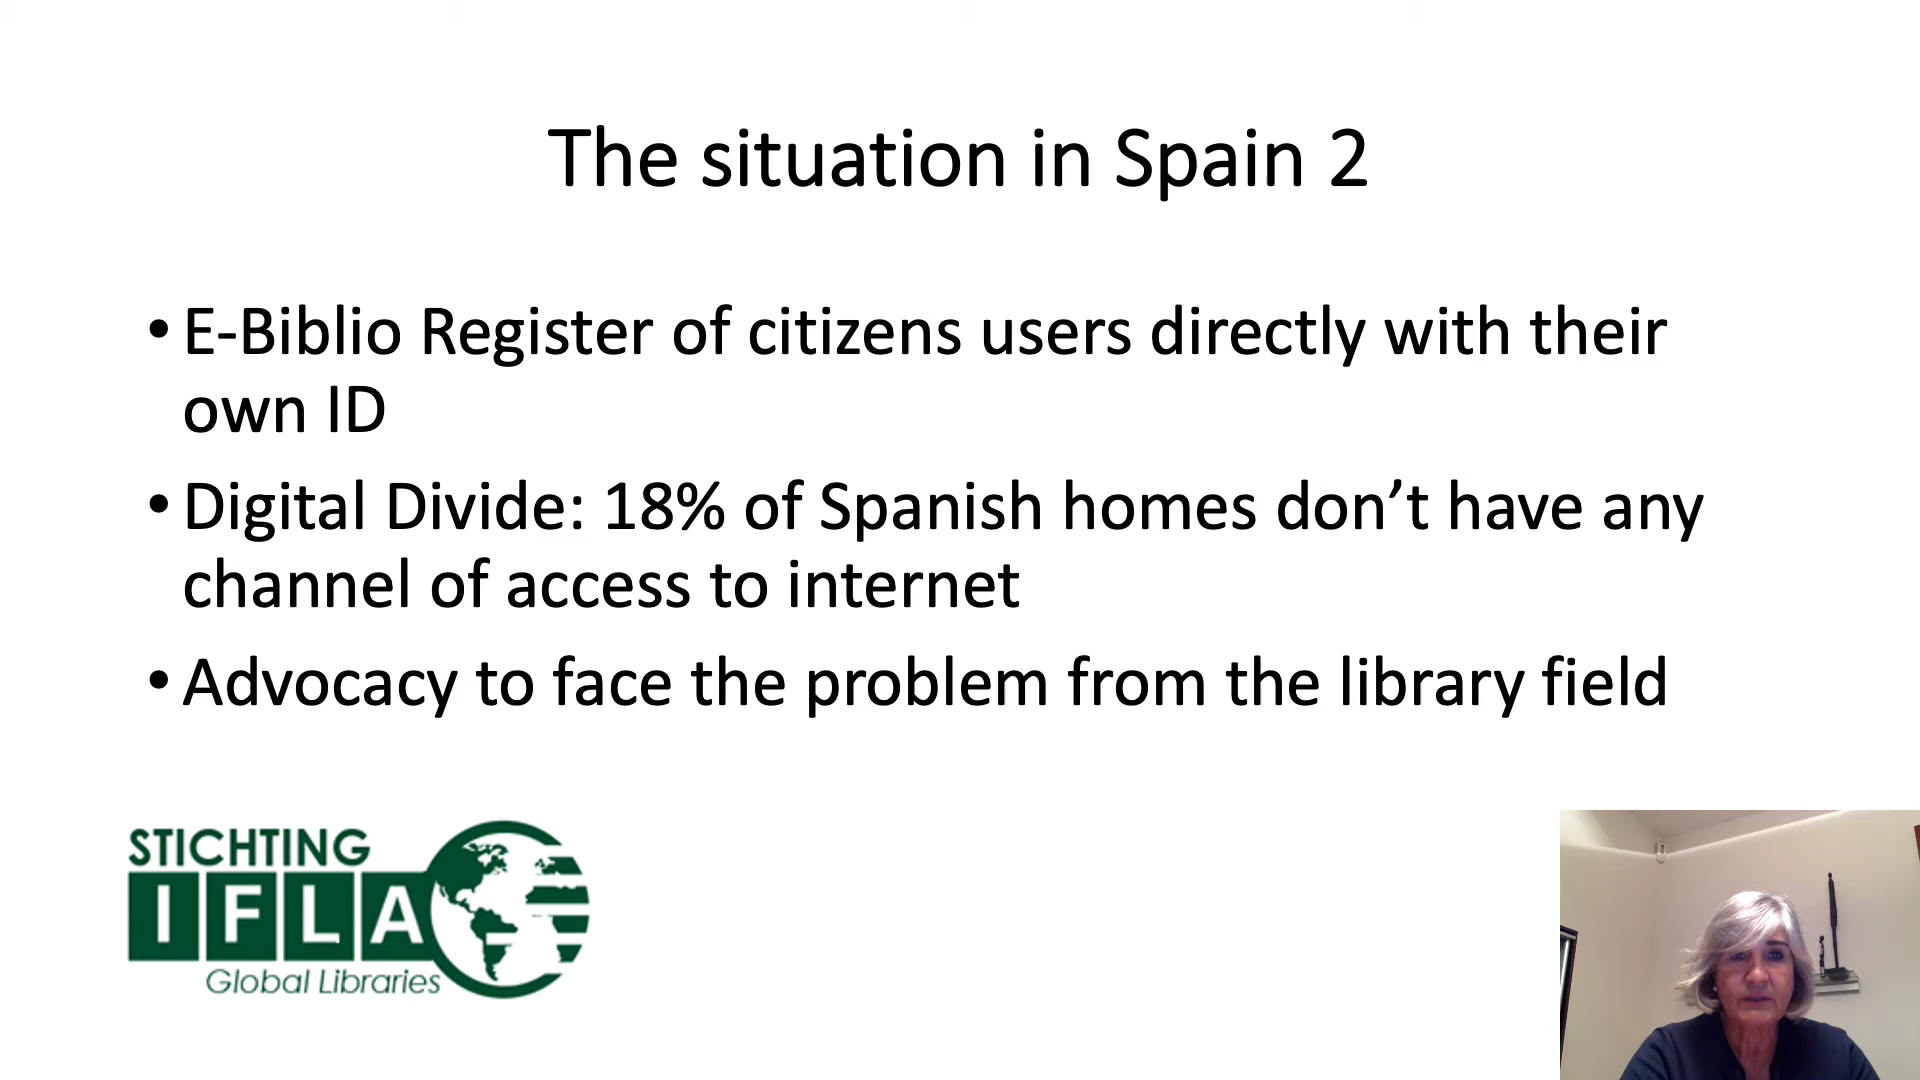 The situation in Spain 2
• E-Biblio Register of citizens users directly with their
own ID
• Digital Divide: 18% of Spanish homes don’t have any
channel of access to internet
• Advocacy to face the problem from the library field
STICHTING
IFLA
Global Libraries